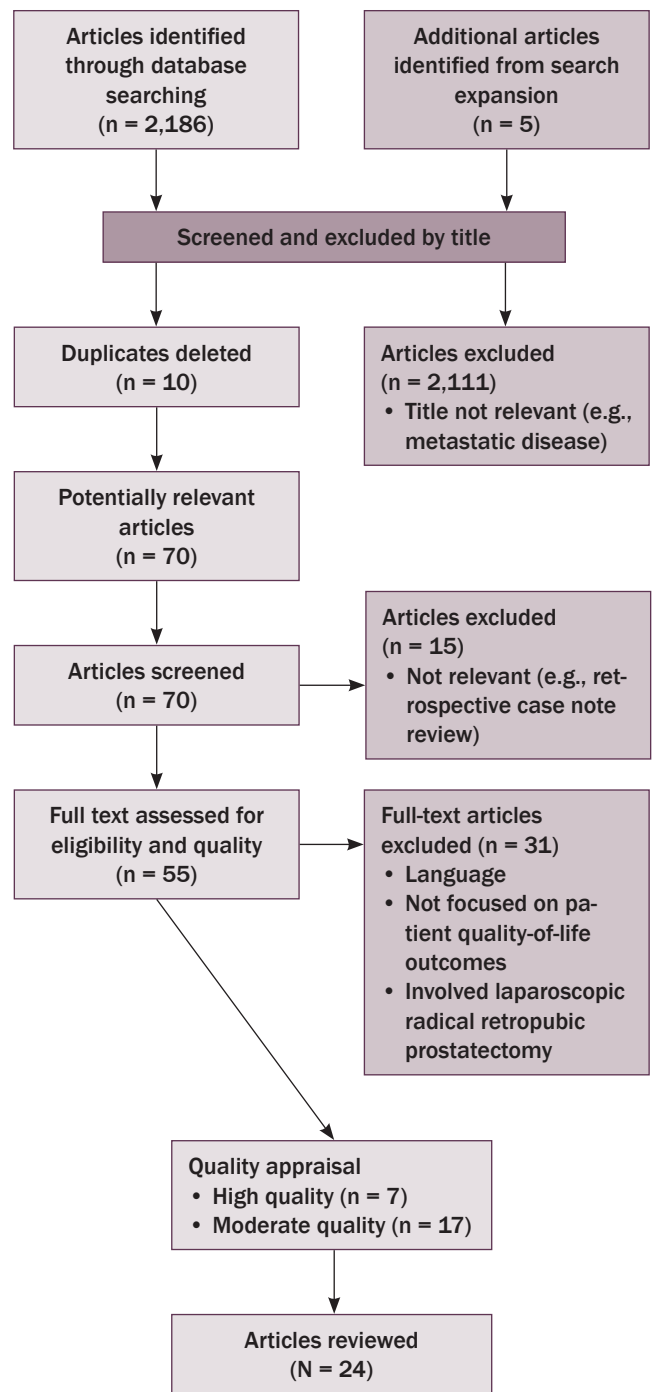 Articles identified
through database
searching
(n = 2,186)
Additional articles
identified from search
expansion
(n = 5)
Screened and excluded by title
Duplicates deleted
(n = 10)
Articles excluded
(n = 2,111)
• Title not relevant (e.g.,
metastatic disease)
Potentially relevant
articles
(n = 70)
Articles screened
(n = 70)
Articles excluded
(n = 15)
• Not relevant (e.g., ret-
rospective case note
review)
Full text assessed for
eligibility and quality
(n = 55)
Full-text articles
excluded (n = 31)
• Language
• Not focused on pa-
tient quality-of-life
outcomes
• Involved laparoscopic
radical retropubic
prostatectomy
Quality appraisal
• High quality (n = 7)
• Moderate quality (n = 17)
Articles reviewed
(N = 24)